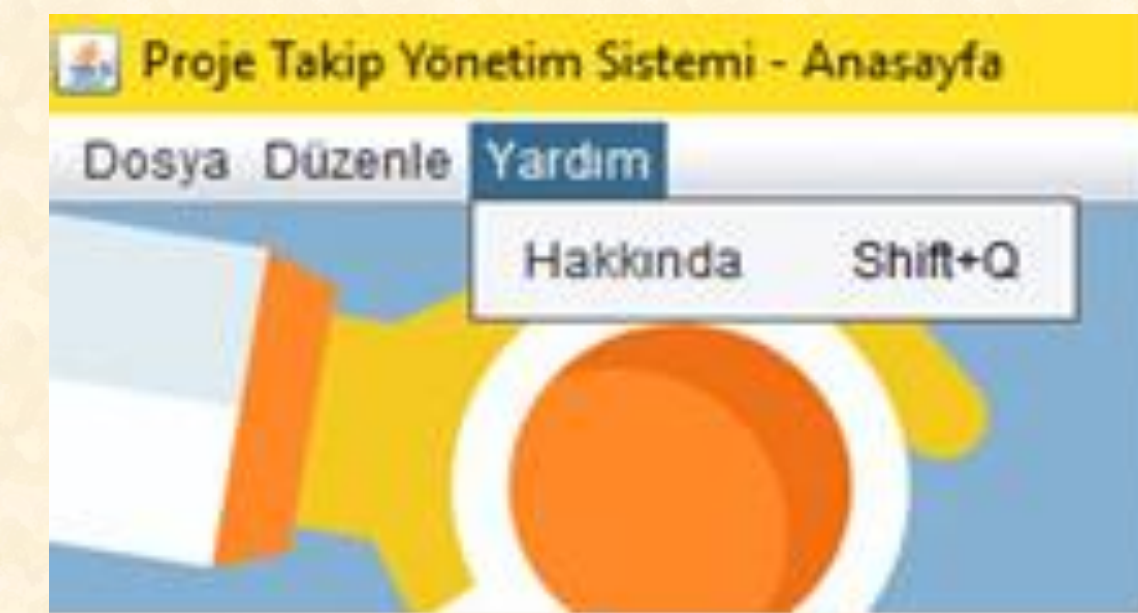 Proje Takip Yönetim Sistemi - Anasayfa
Dosya Düzenle Yardım
Hakkında Shift+Q